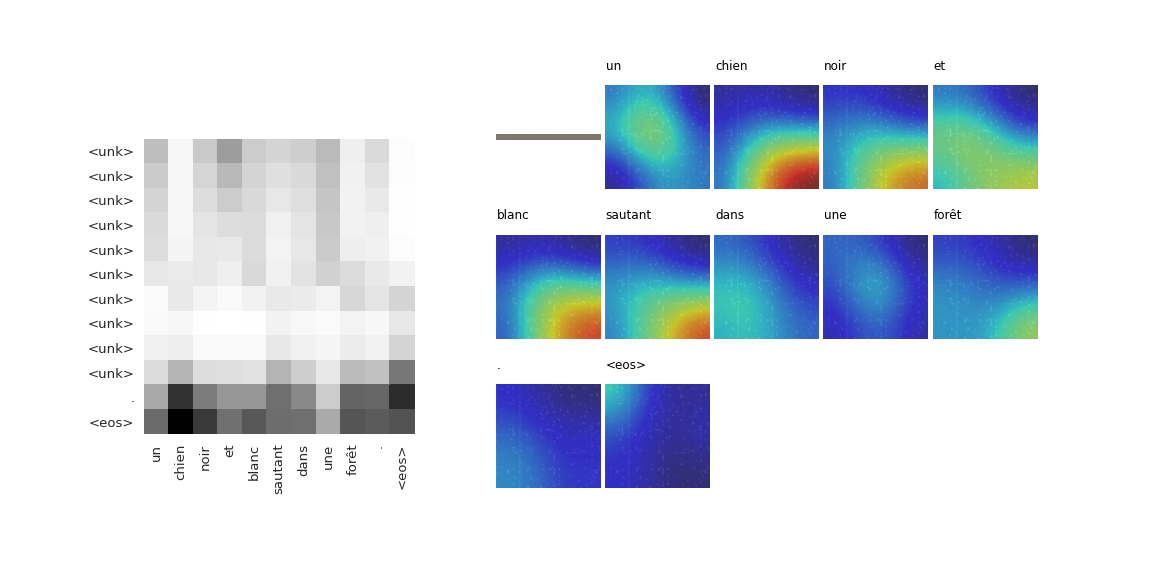 <unk>
<unk>
<unk>
<unk>
<unk>
<unk>
<unk>
<unk>
<unk>
<unk>
.
<eos>
un chien noir et blanc sautant dans une forêt . <eos>
un chien noir et
blanc sautant dans une forêt
. <eos>